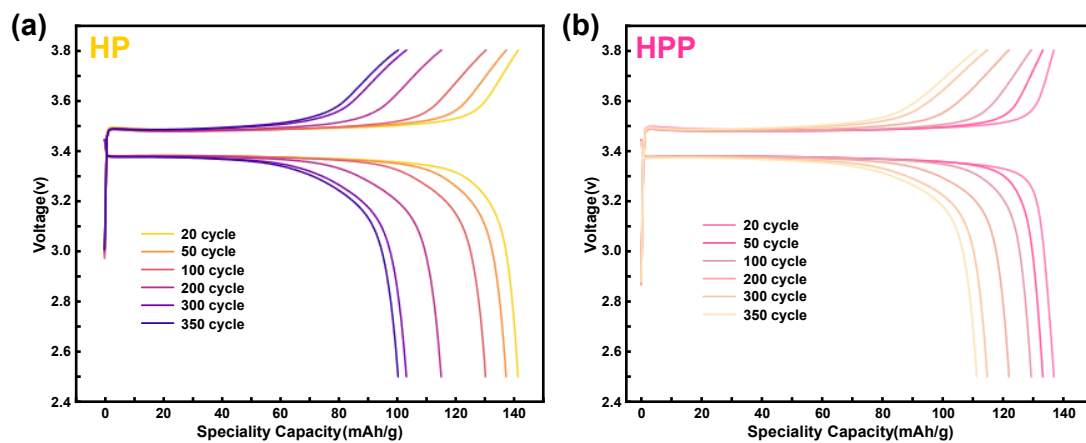 (a)
HP
3.8
3.6
3.4
3.2
3.0
2.8
2.6
2.4
Voltage(v)
20 cycle
50 cycle
100 cycle
200 cycle
300 cycle
350 cycle
0 20 40 60 80 100 120 140
Speciality Capacity(mAh/g)
(b)
HPP
3.8
3.6
3.4
3.2
3.0
2.8
2.6
2.4
Voltage(v)
20 cycle
50 cycle
100 cycle
200 cycle
300 cycle
350 cycle
0 20 40 60 80 100 120 140
Speciality Capacity(mAh/g)